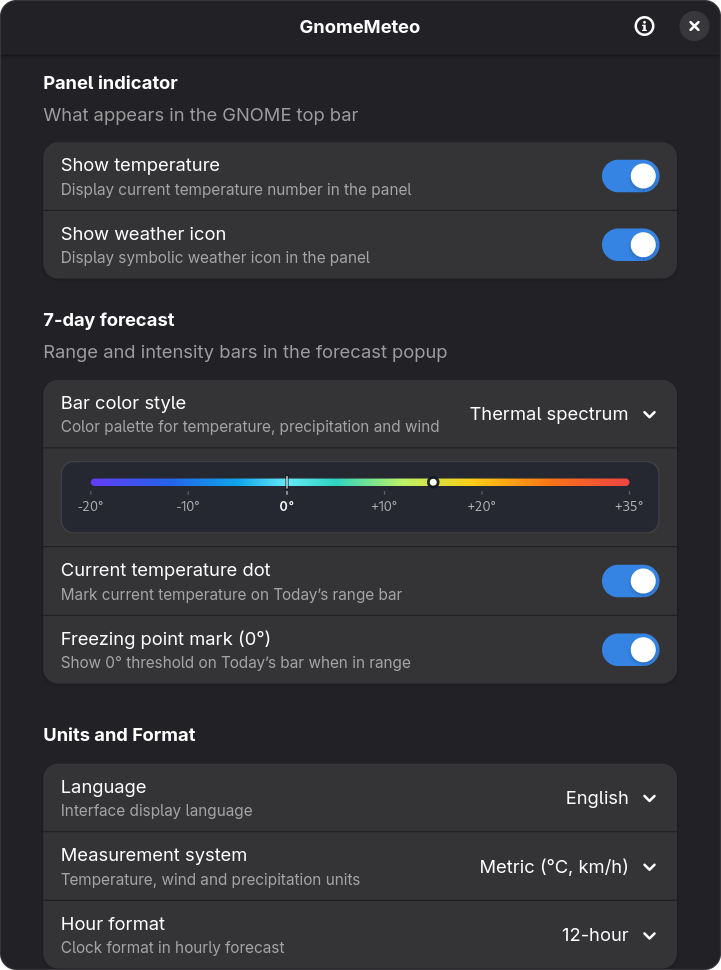 GnomeMeteo
Panel indicator
What appears in the GNOME top bar
Show temperature
Display current temperature number in the panel
Show weather icon
Display symbolic weather icon in the panel
7-day forecast
Range and intensity bars in the forecast popup
Bar color style
Color palette for temperature, precipitation and wind
Thermal spectrum
-20° -10° 0° +10° +20° +35°
Current temperature dot
Mark current temperature on Today’s range bar
Freezing point mark (0°)
Show 0° threshold on Today’s bar when in range
Units and Format
Language
Interface display language
English
Measurement system
Temperature, wind and precipitation units
Metric (°C, km/h)
Hour format
Clock format in hourly forecast
12-hour